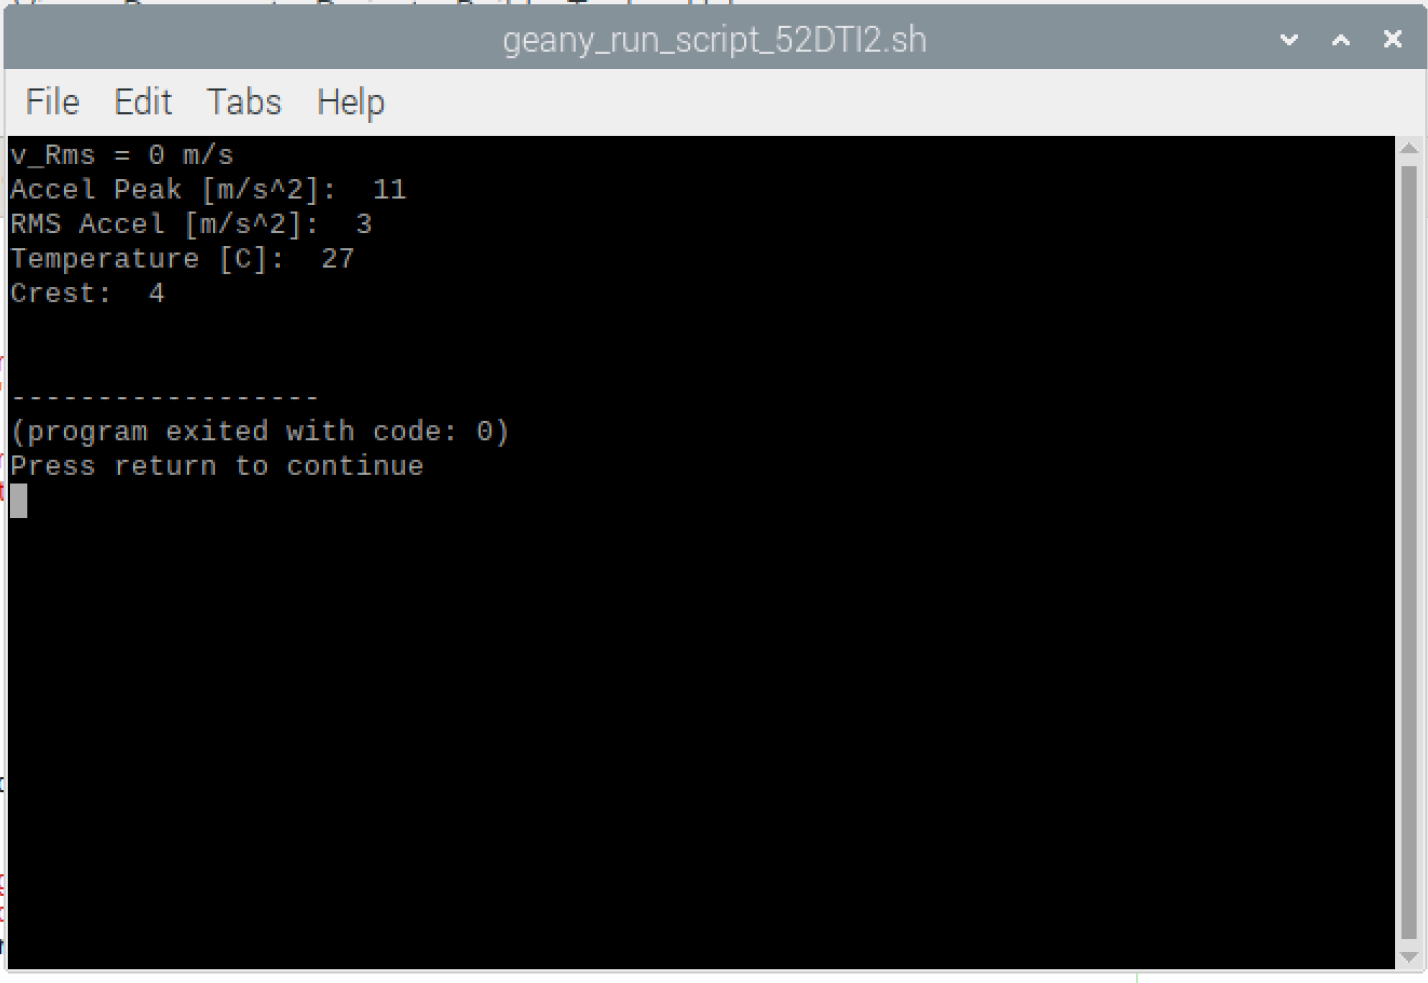 geany_run_script_52DTI2.sh
File Edit Tabs Help
v_Rms = 0 m/s
Accel Peak [m/s^2]:  11
RMS Accel [m/s^2]:  3
Temperature [C]:  27
Crest:  4
------------------
(program exited with code: 0)
Press return to continue